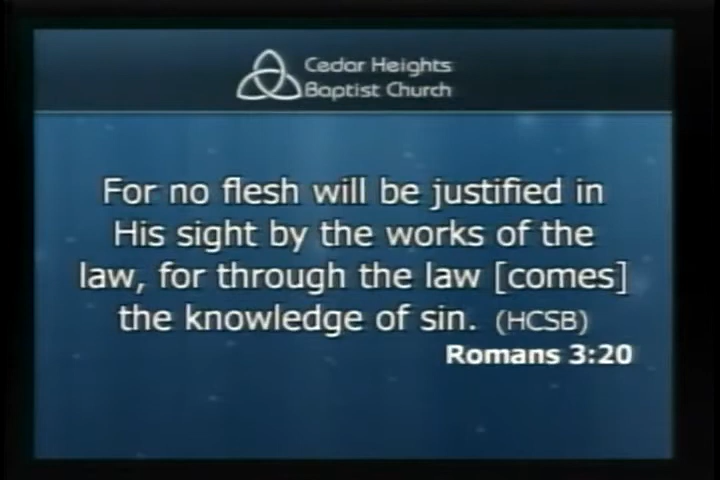 Cedar Heights
Baptist Church
For no flesh will be justified in
His sight by the works of the
law, for through the law [comes]
the knowledge of sin. (HCSB)
Romans 3:20